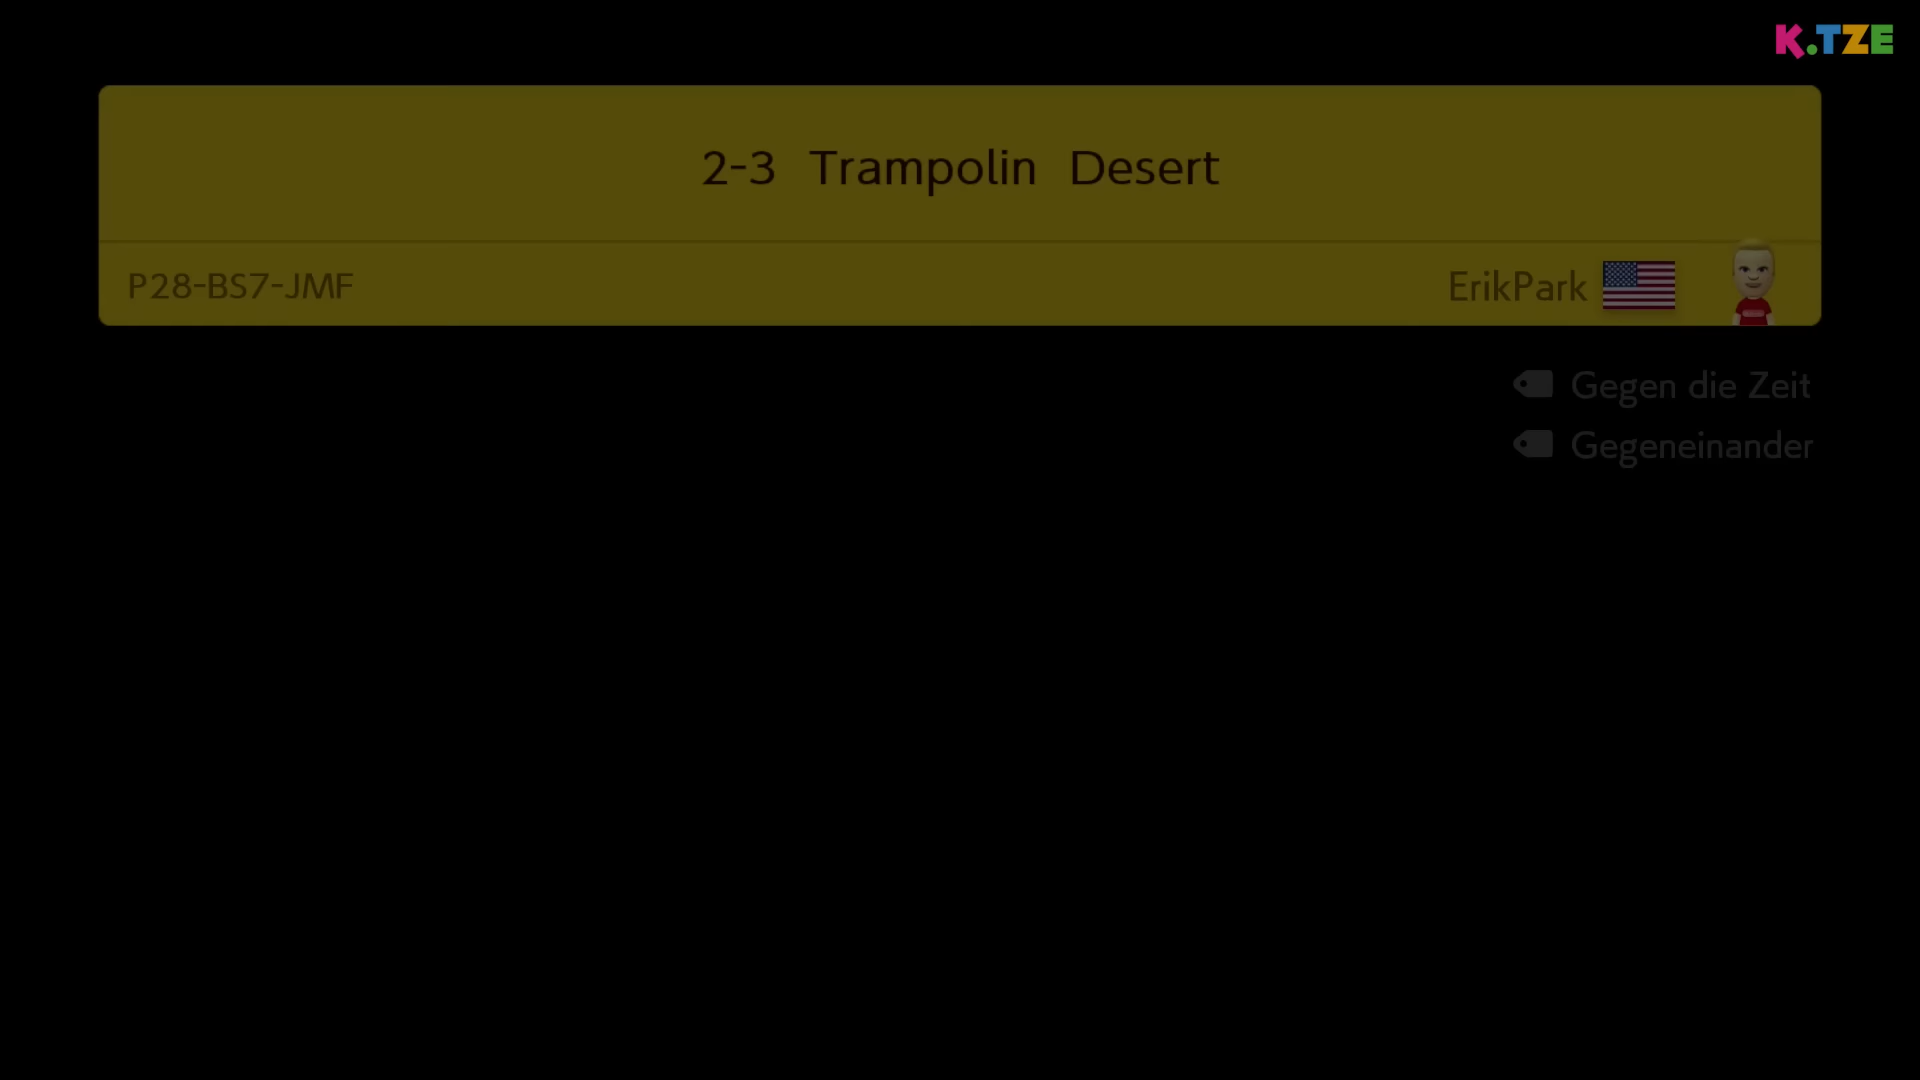 K.TZE
2-3 Trampolin Desert
P28-BS7-JMF
ErikPark
Gegen die Zeit
Gegeneinander